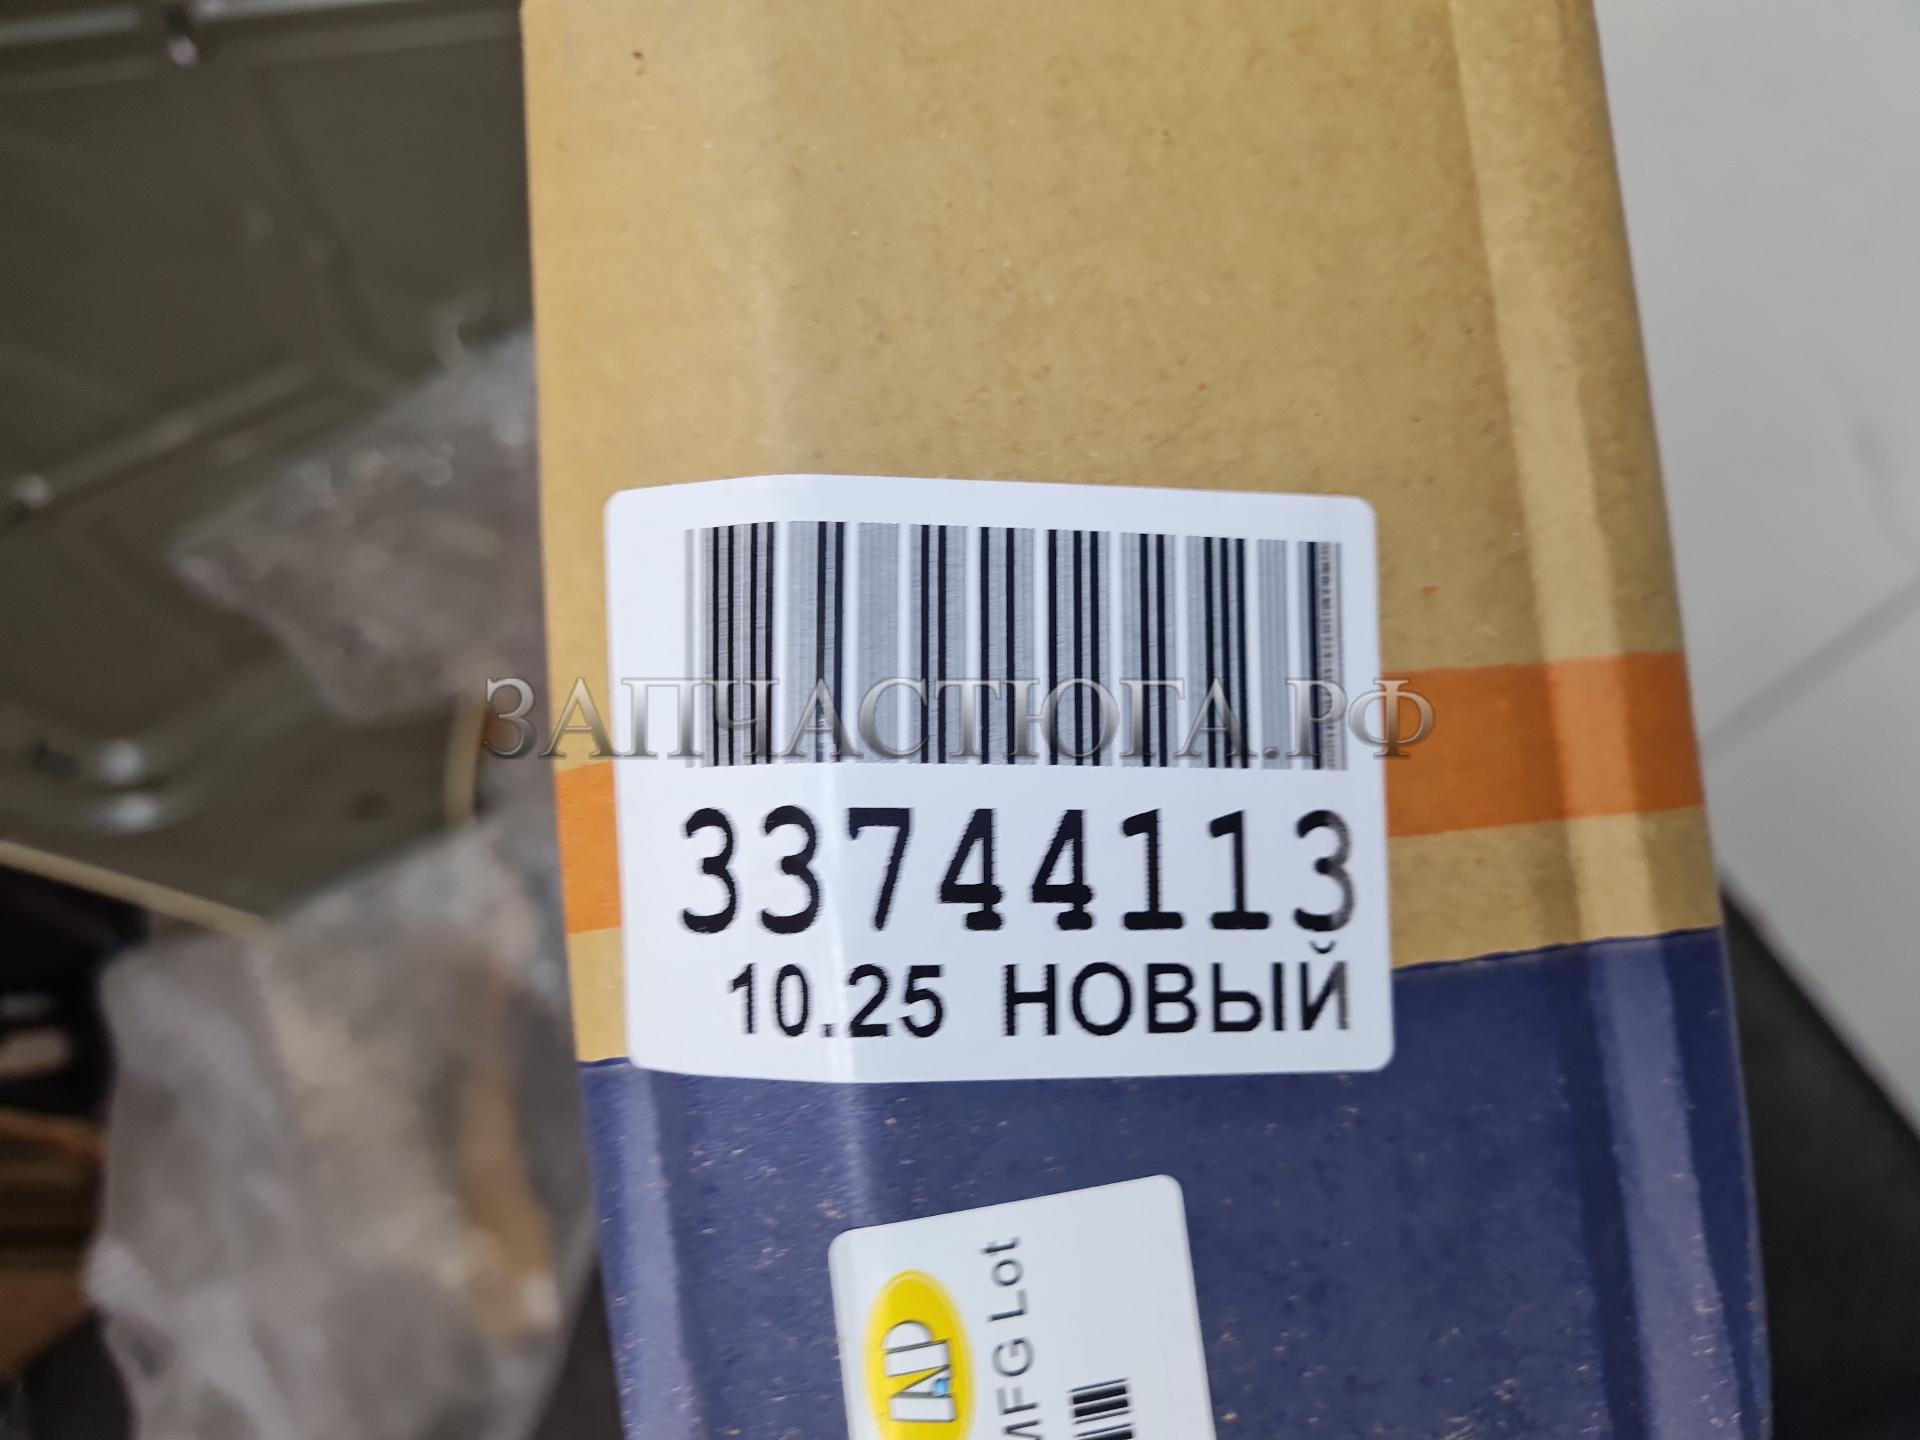 ЗАПЧАСТЮГА.РФ
33744113
10.25 НОВЫЙ
MFG Lot